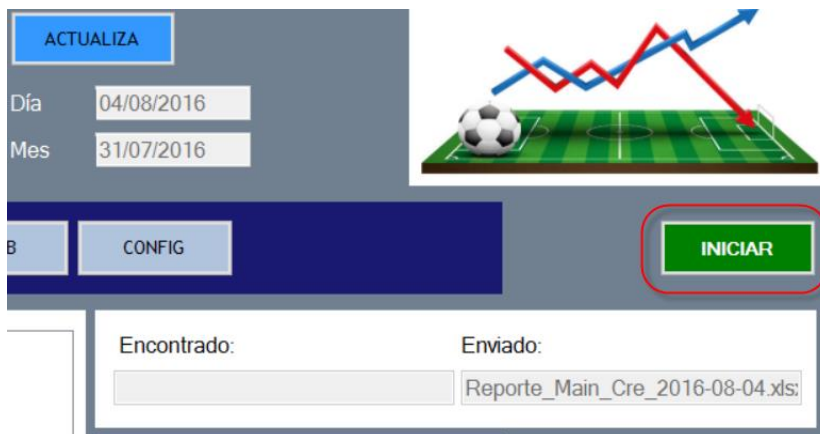 ACTUALIZA
Día 04/08/2016
Mes 31/07/2016
B CONFIG INICIAR
Encontrado: Enviado:
Reporte_Main_Cre_2016-08-04.xls